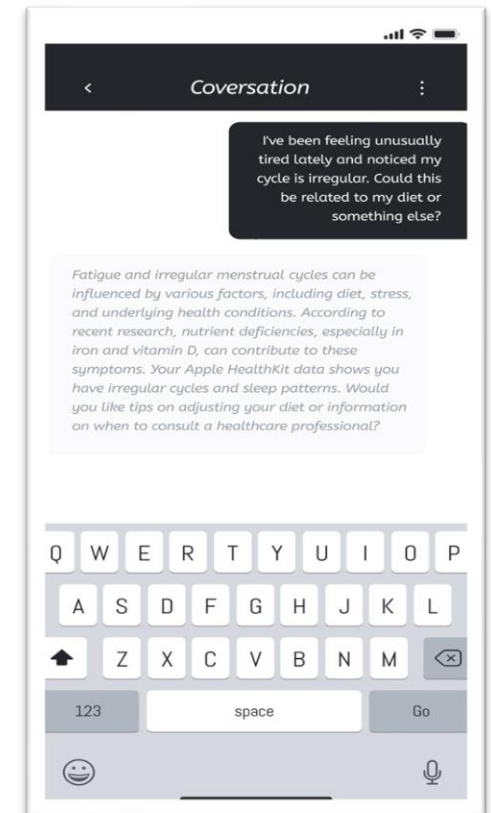 Coversation
I've been feeling unusually
tired lately and noticed my
cycle is irregular. Could this
be related to my diet or
something else?
Fatigue and irregular menstrual cycles can be
influenced by various factors, including diet, stress,
and underlying health conditions. According to
recent research, nutrient deficiencies, especially in
iron and vitamin D, can contribute to these
symptoms. Your Apple HealthKit data shows you
have irregular cycles and sleep patterns. Would
you like tips on adjusting your diet or information
on when to consult a healthcare professional?
Q W E R T Y U I O P
A S D F G H J K L
Z X C V B N M
123 space Go